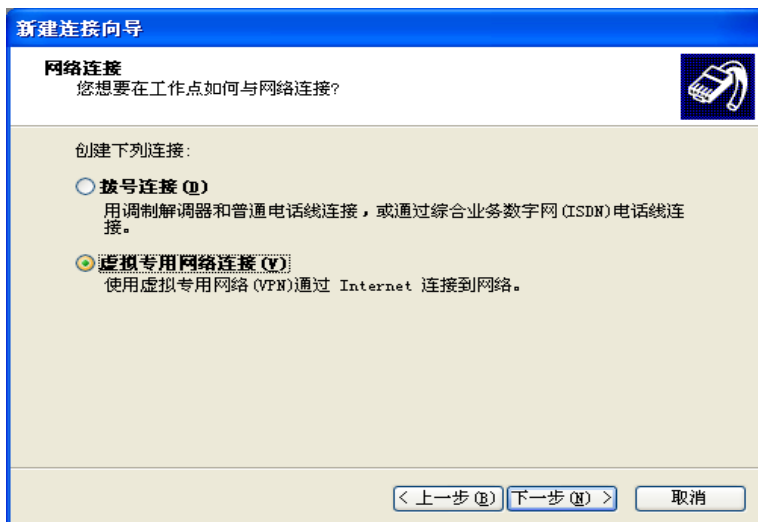 新建连接向导
网络连接
您想要在工作点如何与网络连接?
创建下列连接:
拨号连接(D)
用调制解调器和普通电话线连接，或通过综合业务数字网(ISDN)电话线连
接。
虚拟专用网络连接(V)
使用虚拟专用网络(VPN)通过 Internet 连接到网络。
< 上一步(B) 下一步(N) > 取消